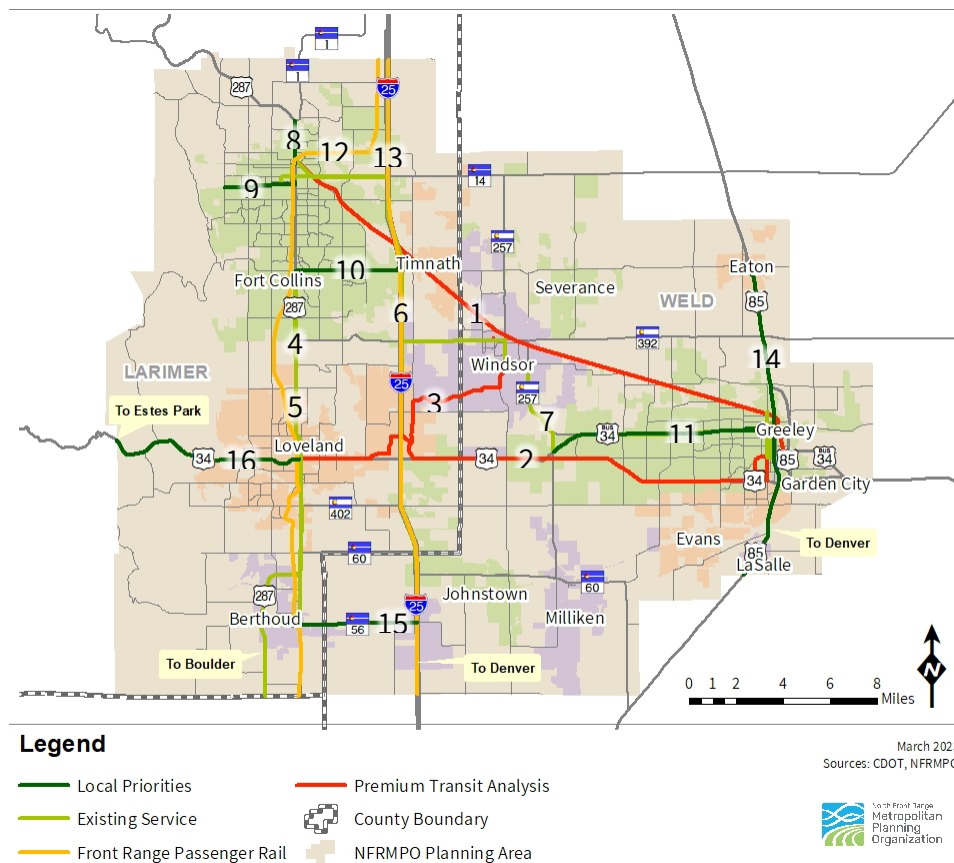 1
1
287
25
8
12
13
14
9
257
Timnath
10
Fort Collins
Eaton
Severance
WELD
85
287
6
1
4
392
14
Windsor
LARIMER
25
257
To Estes Park
5
3
7
BUS
34
11
Greeley
Loveland
34
16
34
2
85
BUS
34
34
Garden City
402
Evans
To Denver
60
85
LaSalle
60
287
25
Johnstown
Berthoud
56
15
Milliken
To Boulder
To Denver
N
0 1 2 4 6 8
Miles
Legend
Local Priorities
Existing Service
Front Range Passenger Rail
Premium Transit Analysis
County Boundary
NFRMPO Planning Area
March 202
Sources: CDOT, NFRMPO
North Front Range
Metropolitan
Planning
Organization